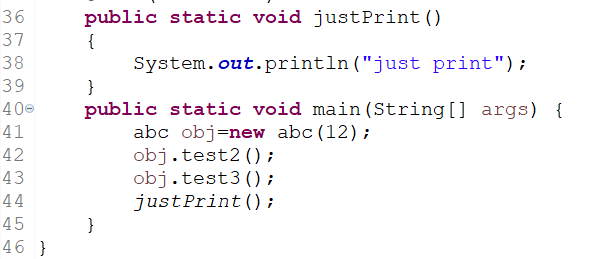 36 public static void justPrint()
37 {
38 System.out.println("just print");
39 }
40 public static void main(String[] args) {
41 abc obj=new abc(12);
42 obj.test2();
43 obj.test3();
44 justPrint();
45 }
46 }